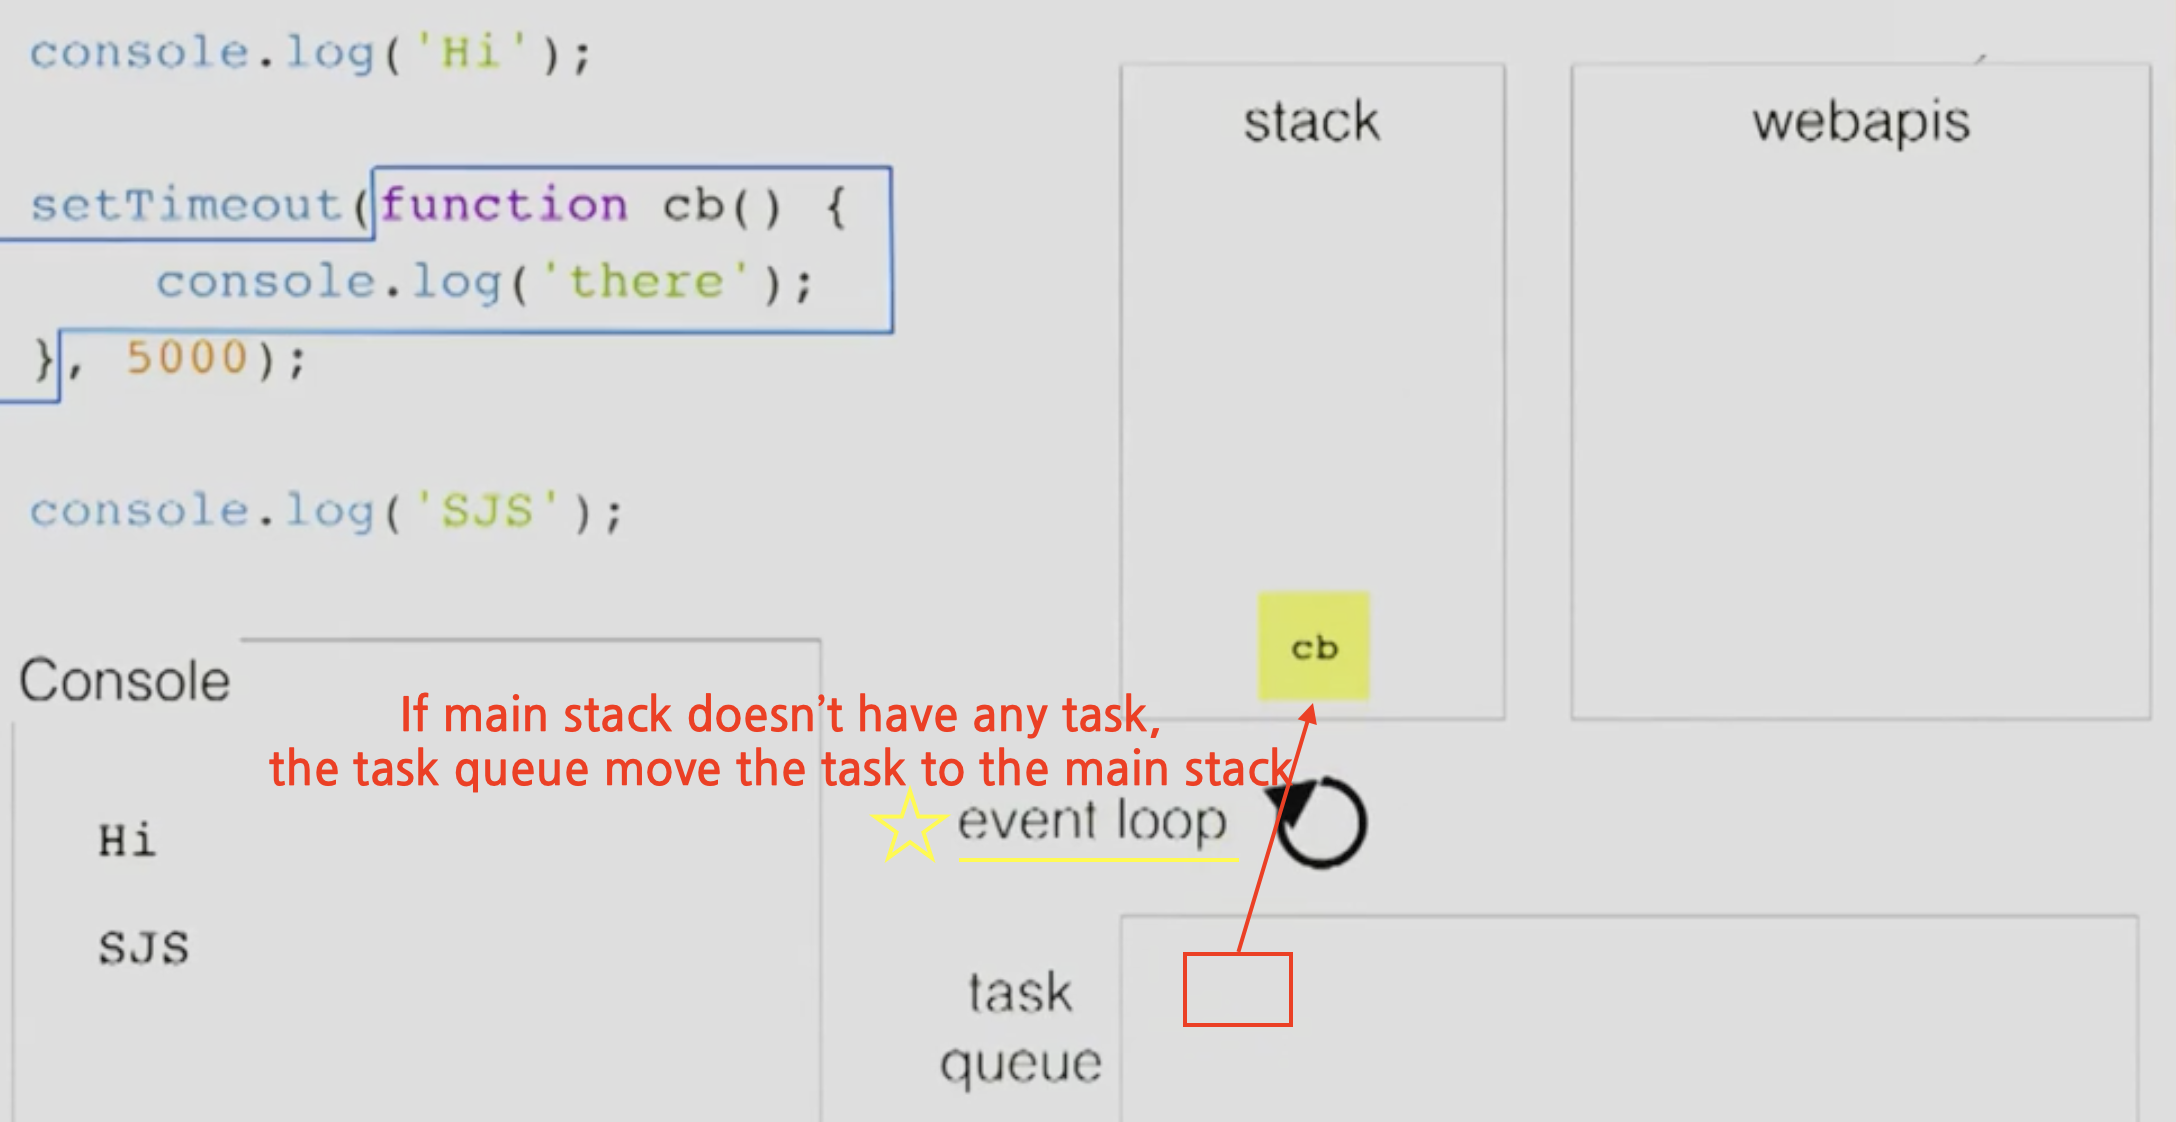 console.log('Hi');
setTimeout(function cb() {
console.log('there');
}, 5000);
console.log('SJS');
stack
webapis
cb
Console
If main stack doesn’t have any task,
the task queue move the task to the main stack
Hi
SJS
event loop
task
queue